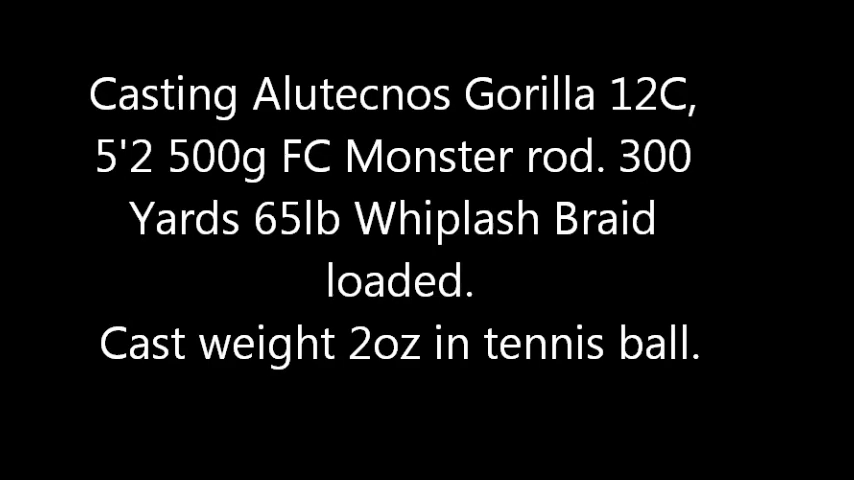 Casting Alutecnos Gorilla 12C,
5'2 500g FC Monster rod. 300
Yards 65lb Whiplash Braid
loaded.
Cast weight 2oz in tennis ball.